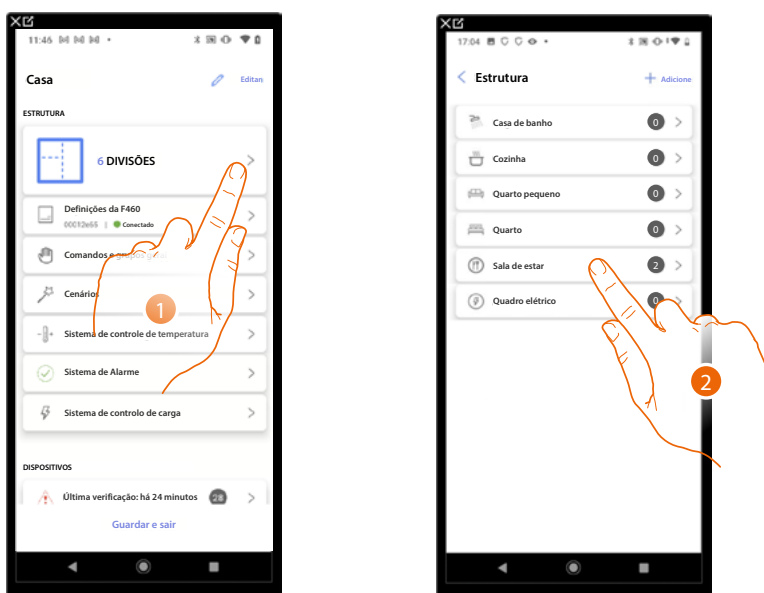 11:46
Casa
Editan
ESTRUTURA
6 DIVISÕES
Definições da F460
00012e65 | Conectado
Comandos e grupos
Cenários
1
Sistema de controle de temperatura
Sistema de Alarme
Sistema de controlo de carga
DISPOSITIVOS
Última verificação: há 24 minutos 28
Guardar e sair
17:04
Estrutura
Adicione
Casa de banho 0
Cozinha 0
Quarto pequeno 0
Quarto 0
Sala de estar 2
Quadro elétrico 0
2